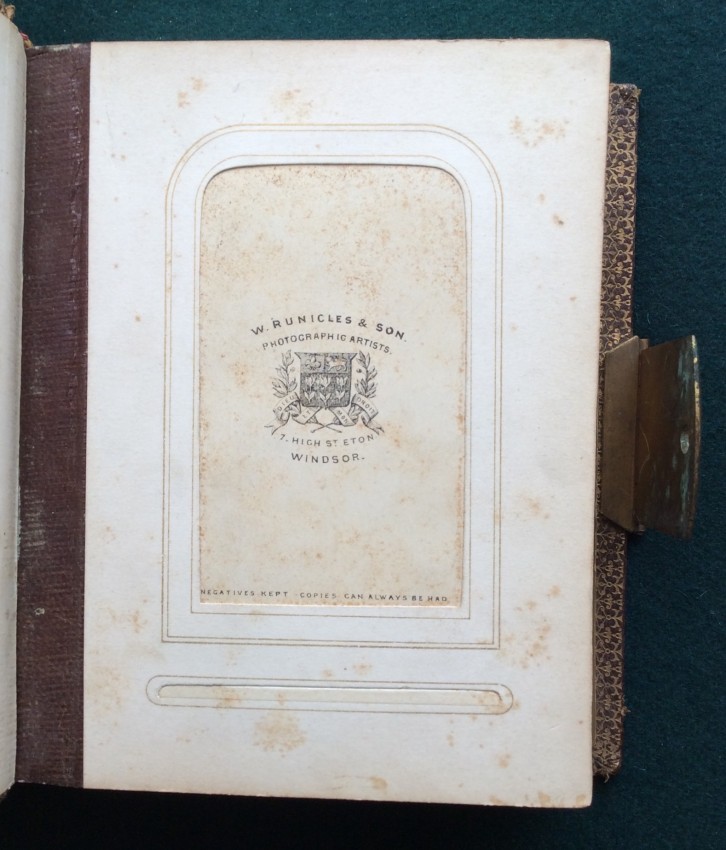 W. RUNICLES & SON.
PHOTOGRAPHIC ARTISTS.
7. HIGH ST ETON
WINDSOR.
NEGATIVES KEPT COPIES CAN ALWAYS BE HAD.